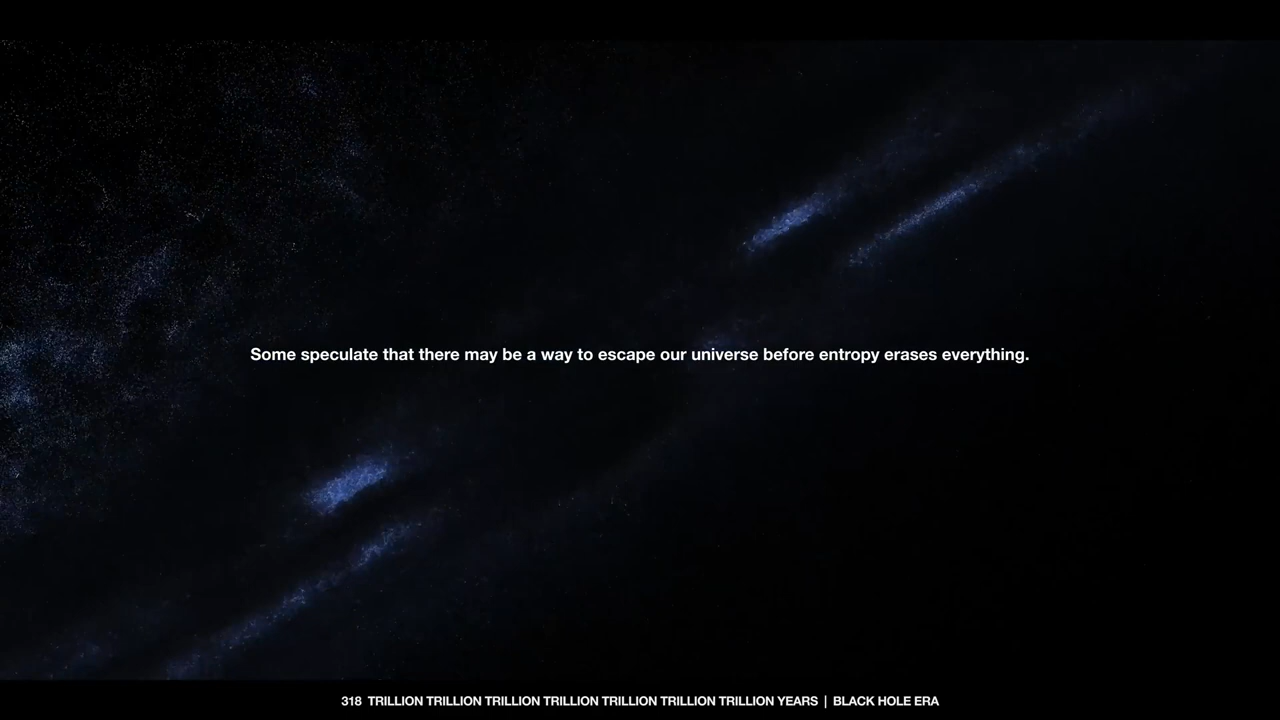 Some speculate that there may be a way to escape our universe before entropy erases everything.
318 TRILLION TRILLION TRILLION TRILLION TRILLION TRILLION TRILLION YEARS | BLACK HOLE ERA